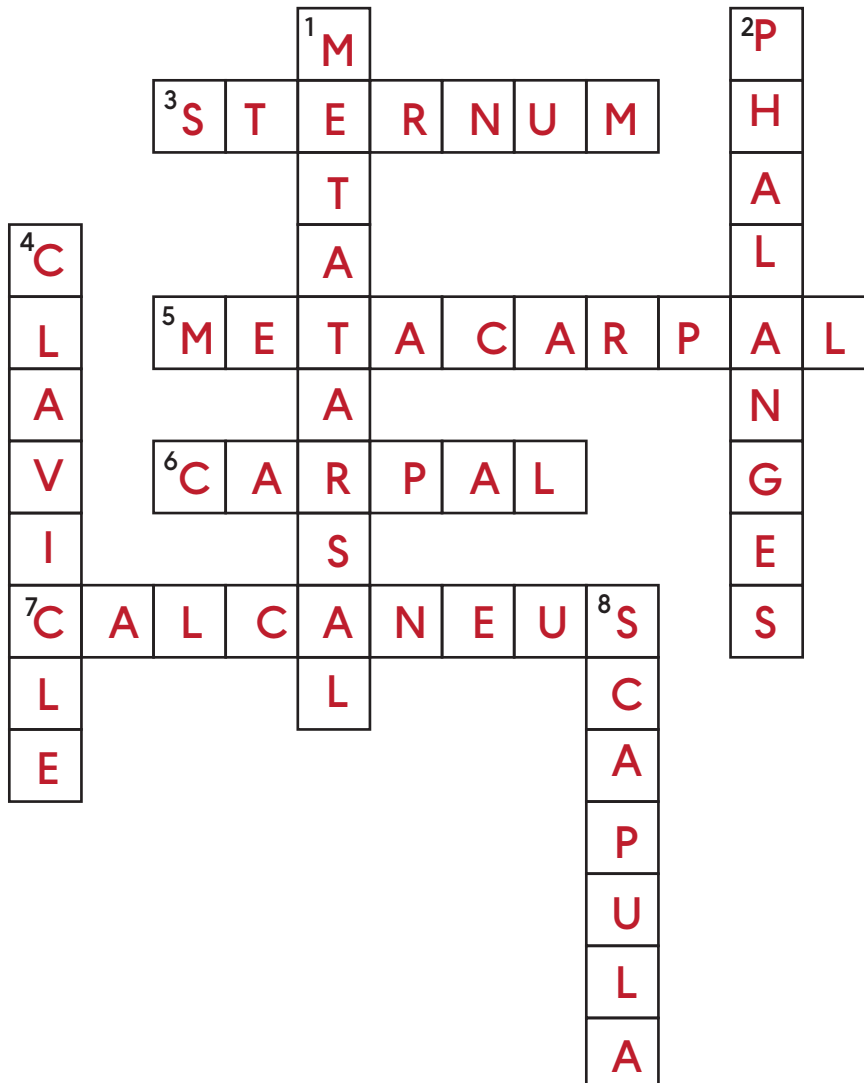 1 M 2 P
3 S T E R N U M H
T A
4 C A L
L 5 M E T A C A R P A L
A A N
V 6 C A R P A L G
I S E
7 C A L C A N E U 8 S S
L L C
E A
P
U
L
A